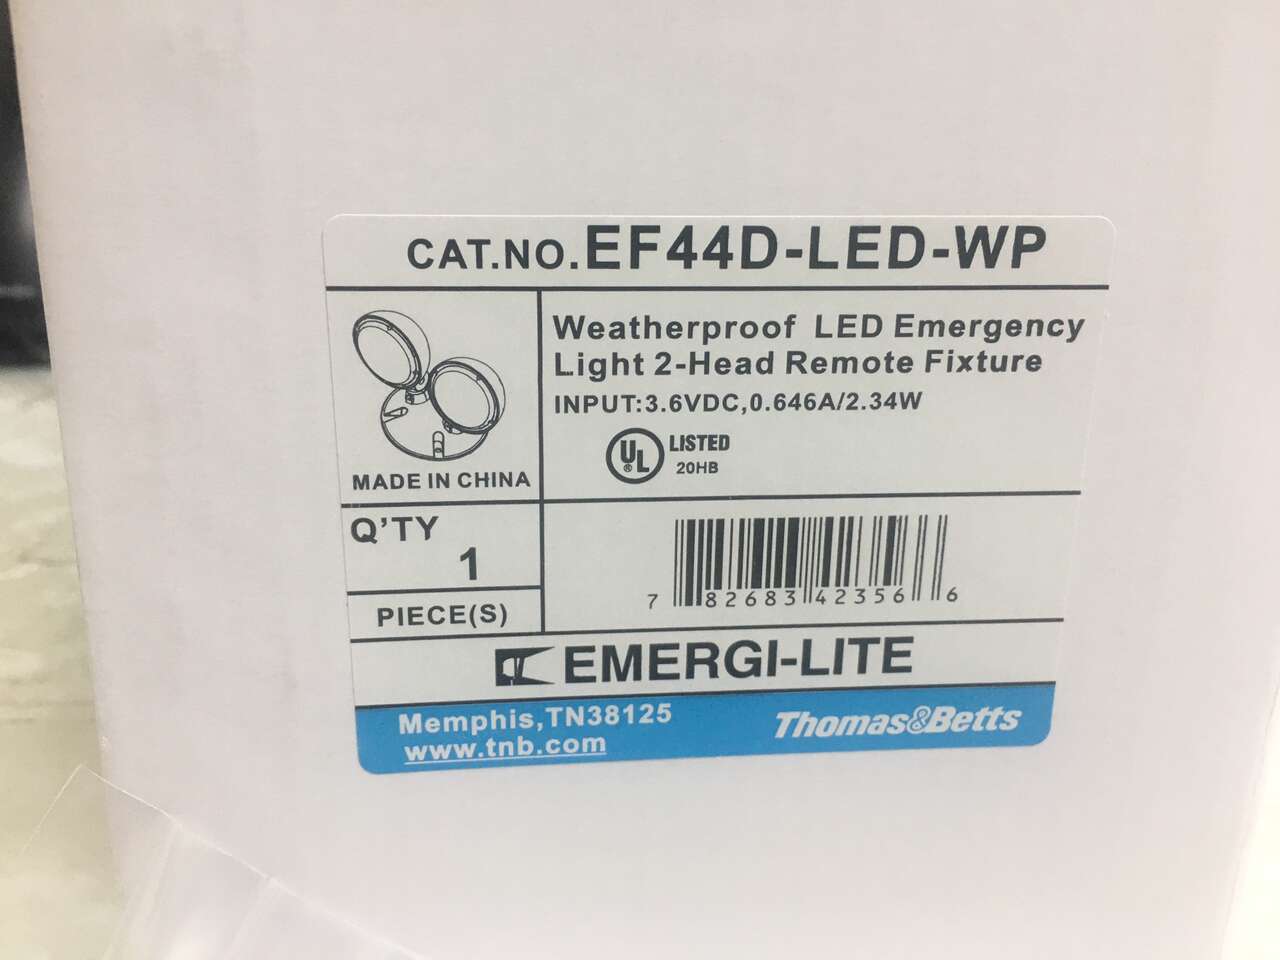 CAT.NO.EF44D-LED-WP
Weatherproof LED Emergency
Light 2-Head Remote Fixture
INPUT:3.6VDC,0.646A/2.34W
UL
®
LISTED
20HB
MADE IN CHINA
Q'TY
1
PIECE(S)
7 82683 42356 6
EMERGI-LITE
Memphis,TN38125
www.tnb.com
Thomas&Betts